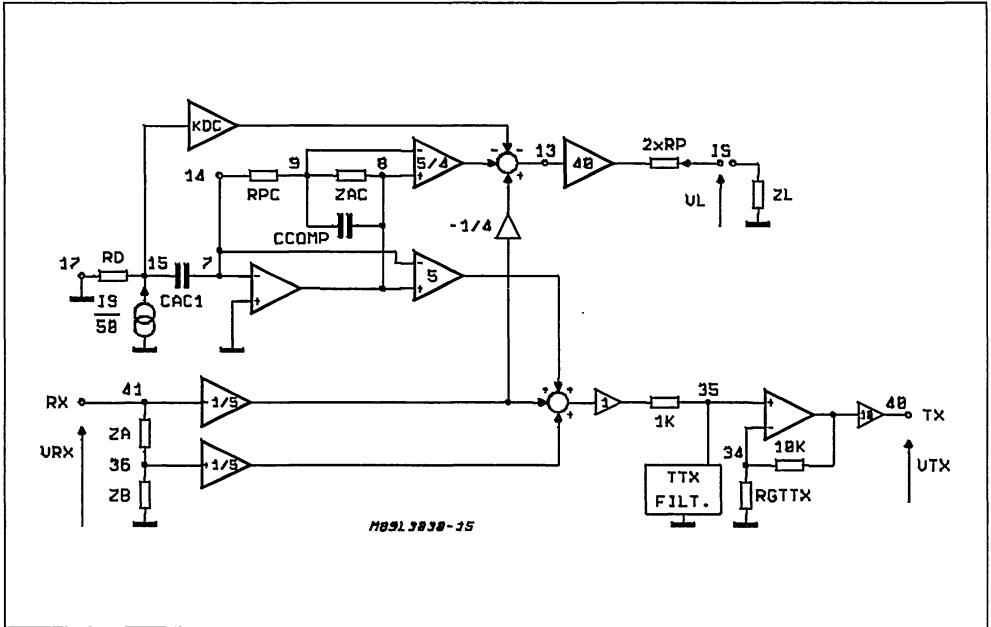 KDC
9
8
5/4
- -
13
40
2xRP
IS
14
RPC
ZAC
+
VL
ZL
CCOMP
-1/4
17
RD
15
7
5
IS
50
CAC1
RX
41
-1/5
1
35
40
TX
1K
ZA
VRX
36
+1/5
34
10K
VTX
ZB
TTX
FILT.
RGTTX
M89L3030-15